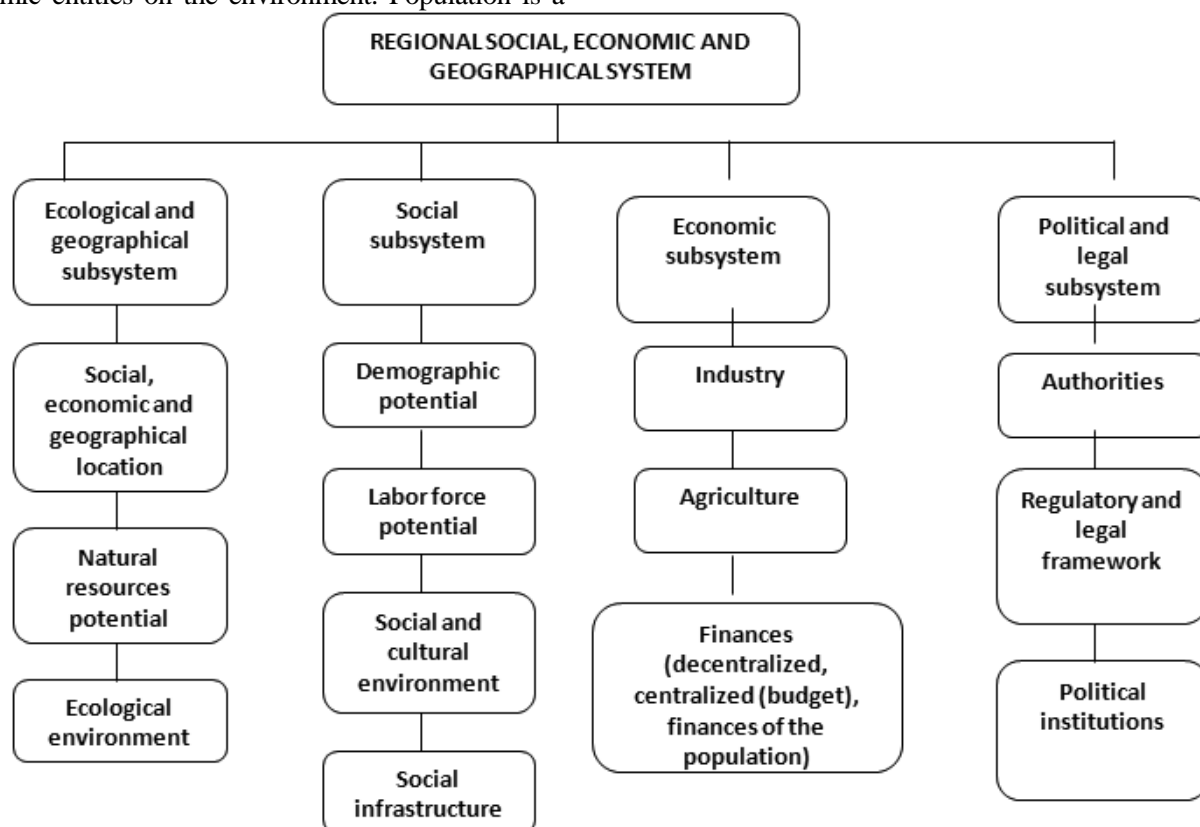 mic entities on the environment. Population is a
REGIONAL SOCIAL, ECONOMIC AND
GEOGRAPHICAL SYSTEM
Ecological and
geographical
subsystem
Social,
economic and
geographical
location
Natural
resources
potential
Ecological
environment
Social
subsystem
Demographic
potential
Labor force
potential
Social and
cultural
environment
Social
infrastructure
Economic
subsystem
Industry
Agriculture
Finances
(decentralized,
centralized (budget),
finances of the
population)
Political and
legal
subsystem
Authorities
Regulatory and
legal
framework
Political
institutions